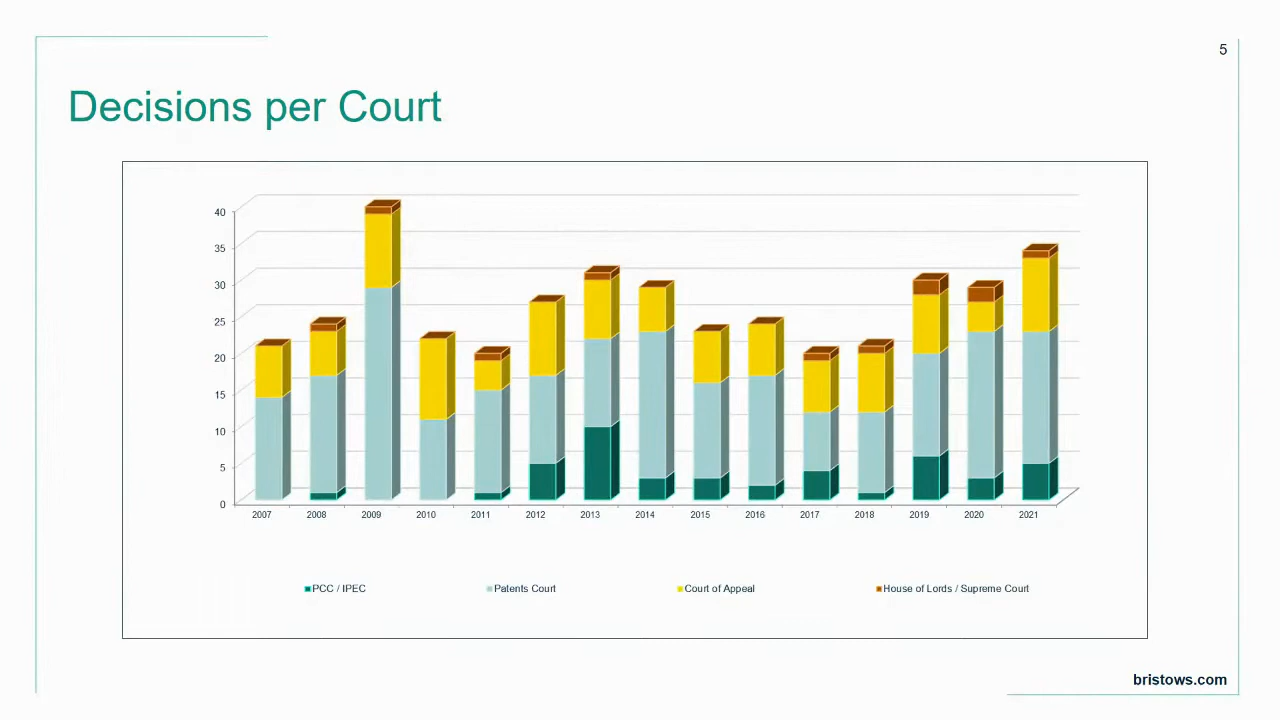 5
Decisions per Court
40
35
30
25
20
15
10
5
0
2007 2008 2009 2010 2011 2012 2013 2014 2015 2016 2017 2018 2019 2020 2021
PCC / IPEC Patents Court Court of Appeal House of Lords / Supreme Court
bristows.com